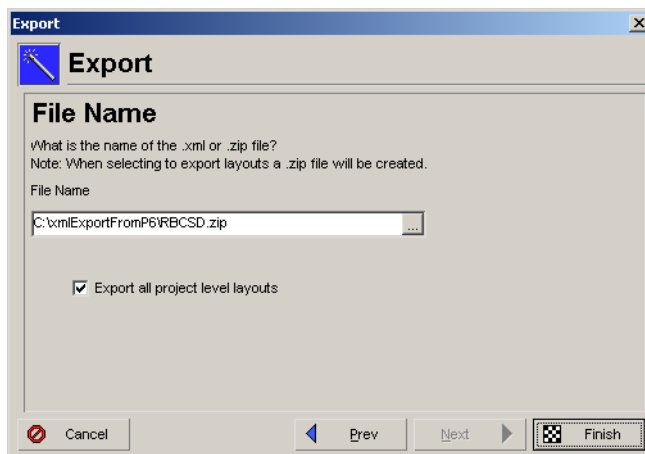 Export
Export
File Name
What is the name of the .xml or .zip file?
Note: When selecting to export layouts a .zip file will be created.
File Name
C:\xmlExportFromP6\RBCSD.zip
...
Export all project level layouts
Cancel
Prev
Next
Finish